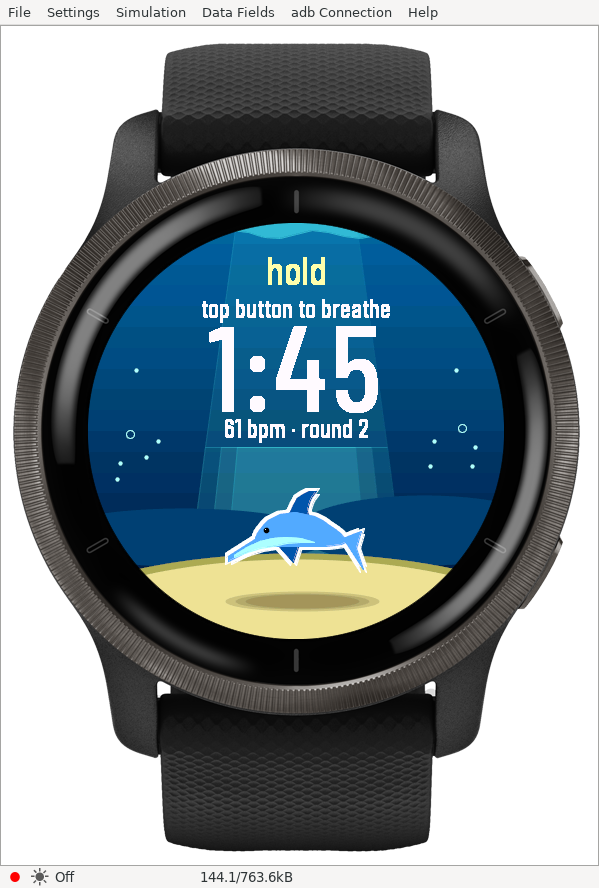 File Settings Simulation Data Fields adb Connection Help
hold
top button to breathe
1:45
61 bpm · round 2
Off 144.1/763.6kB